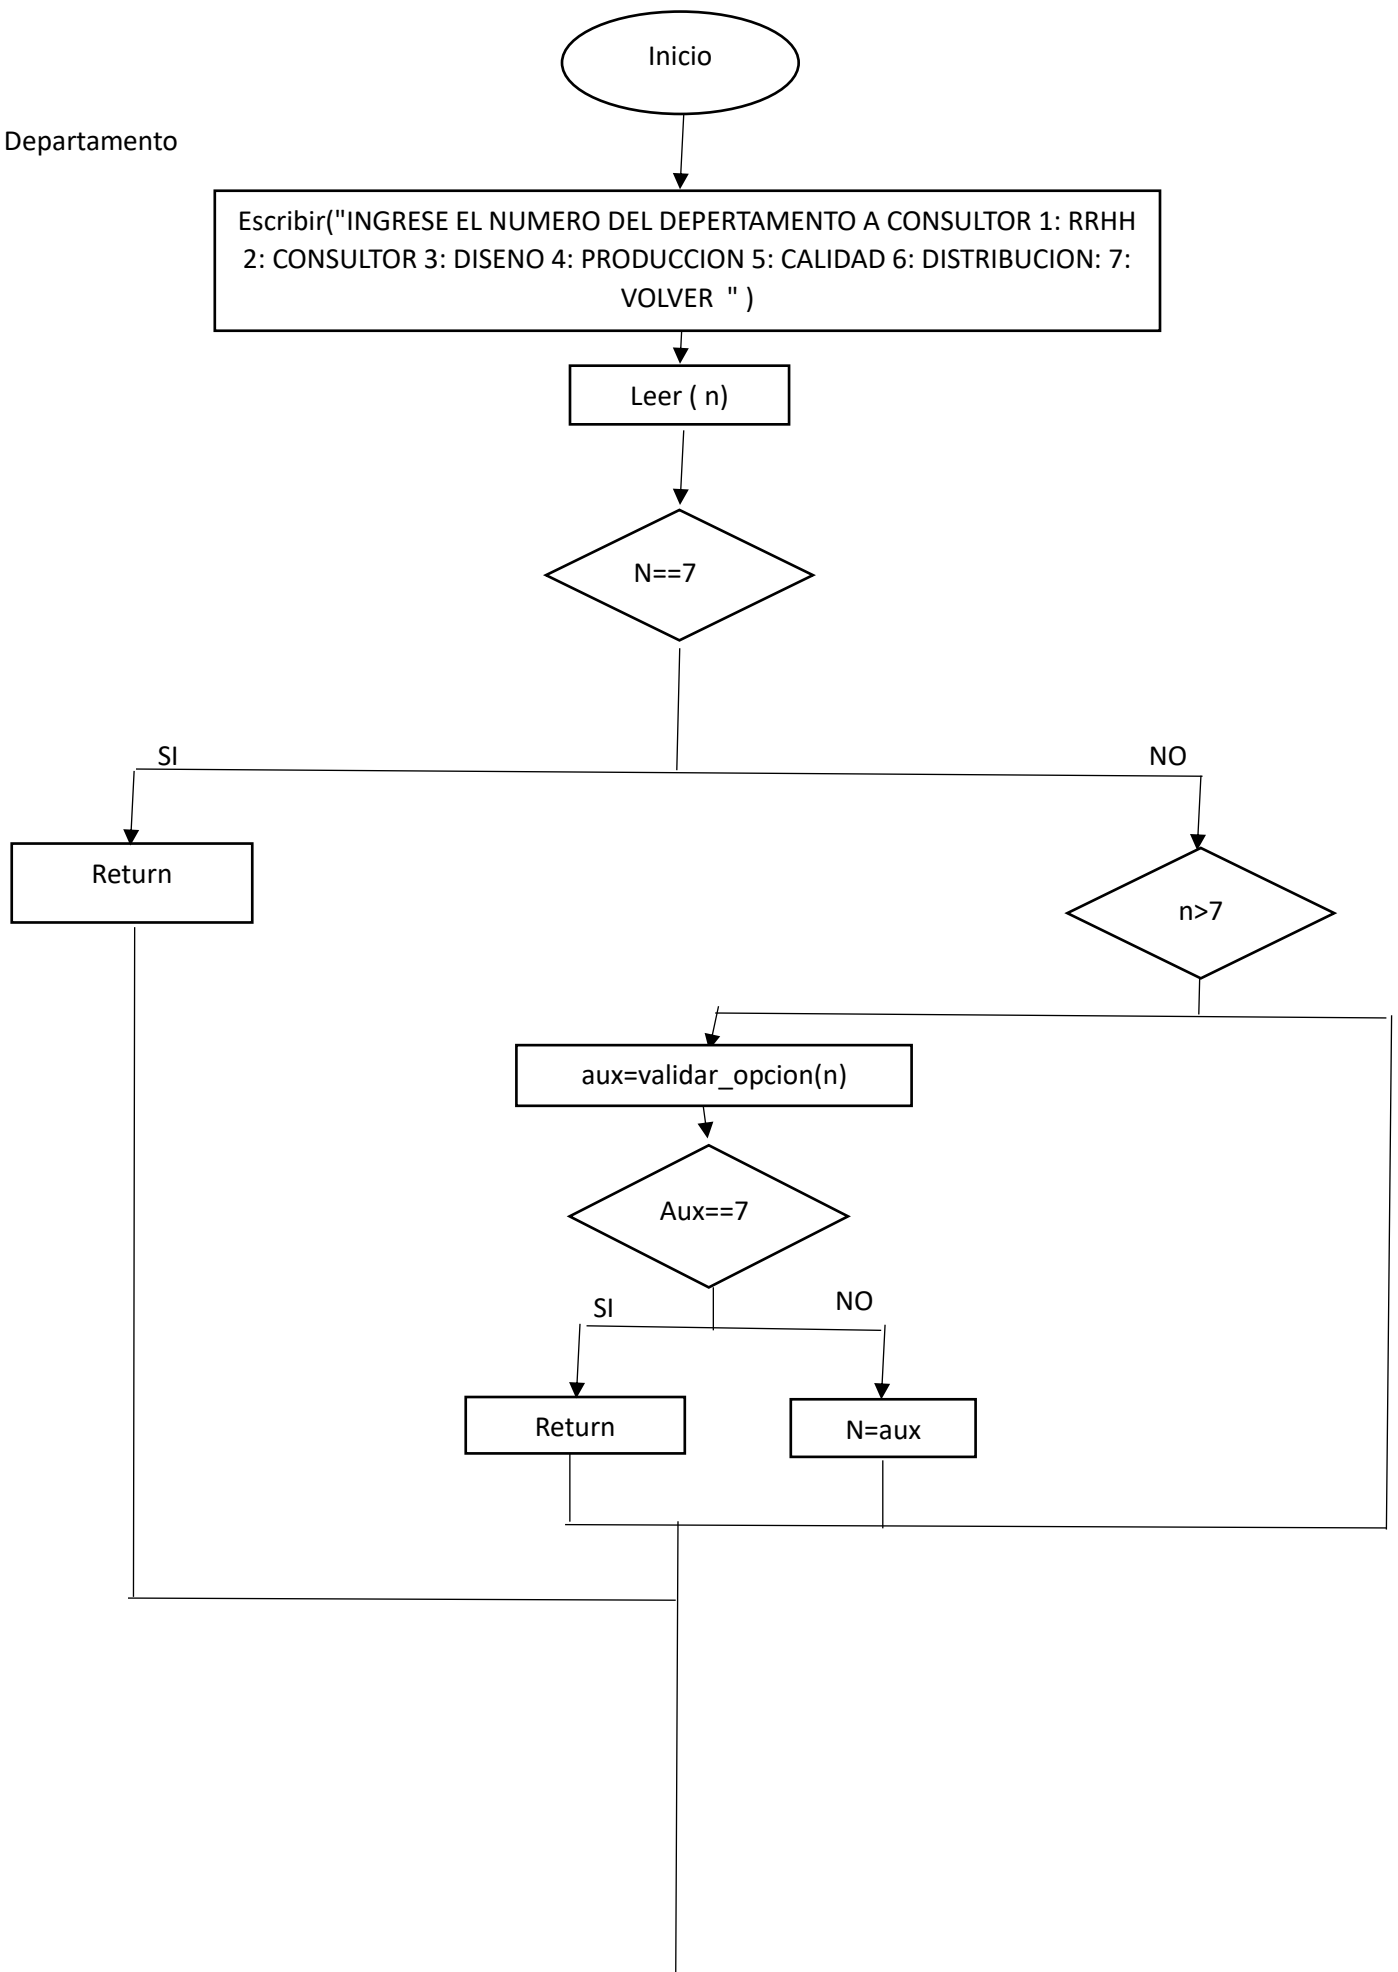 Inicio
Departamento
Escribir("INGRESE EL NUMERO DEL DEPERTAMENTO A CONSULTOR 1: RRHH
2: CONSULTOR 3: DISENO 4: PRODUCCION 5: CALIDAD 6: DISTRIBUCION: 7:
VOLVER  " )
Leer ( n)
N==7
SI
NO
Return
n>7
aux=validar_opcion(n)
Aux==7
SI
NO
Return
N=aux